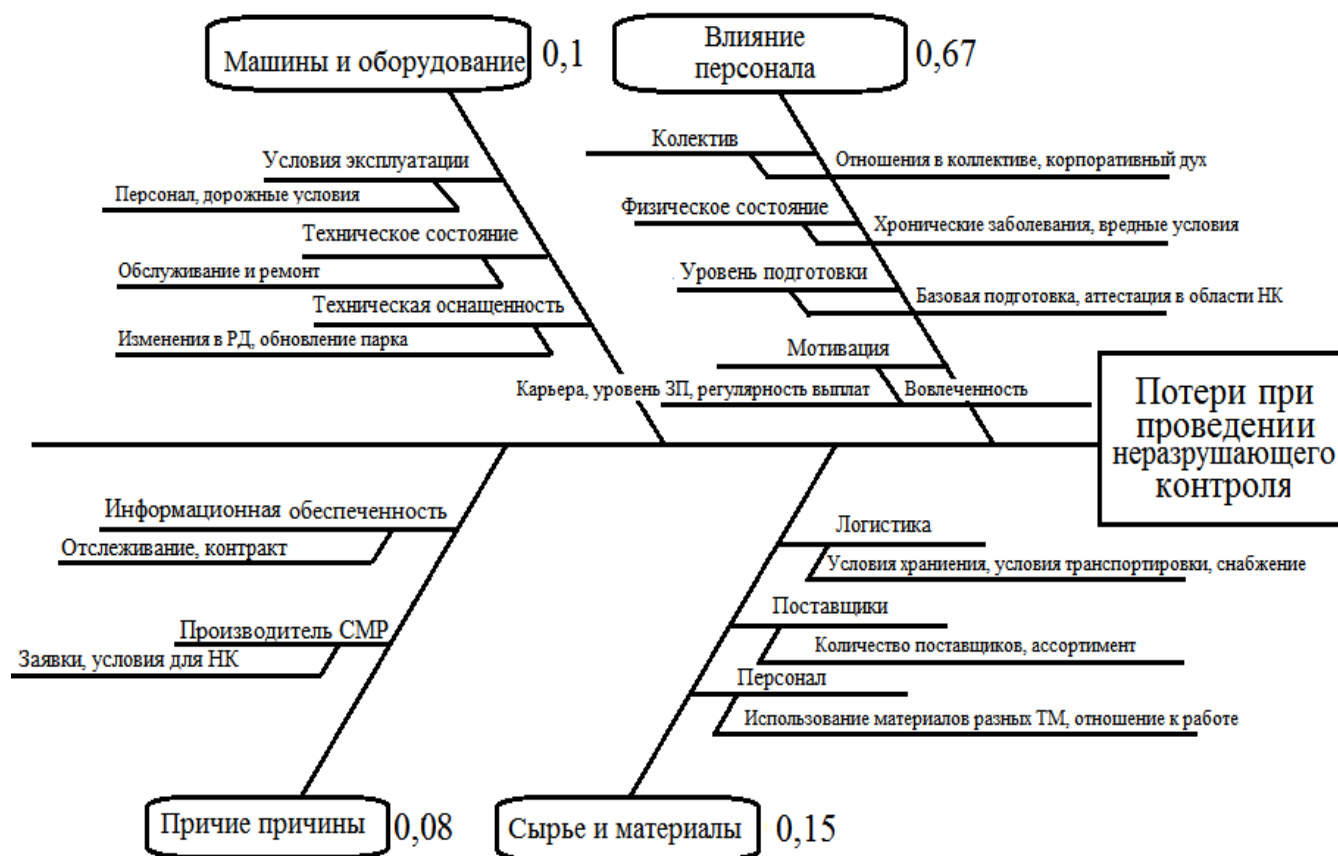 Машины и оборудование
0,1
Влияние
персонала
0,67
Колектив
Отношения в коллективе, корпоративный дух
Условия эксплуатации
Персонал, дорожные условия
Физическое состояние
Хронические заболевания, вредные условия
Техническое состояние
Обслуживание и ремонт
Уровень подготовки
Базовая подготовка, аттестация в области НК
Техническая оснащенность
Изменения в РД, обновление парка
Мотивация
Карьера, уровень ЗП, регулярность выплат
Вовлеченность
Потери при
проведении
неразрушающего
контроля
Информационная обеспеченность
Отслеживание, контракт
Логистика
Условия храниения, условия транспортировки, снабжение
Производитель СМР
Заявки, условия для НК
Поставщики
Количество поставщиков, ассортимент
Персонал
Использование материалов разных ТМ, отношение к работе
Причие причины
0,08
Сырье и материалы
0,15